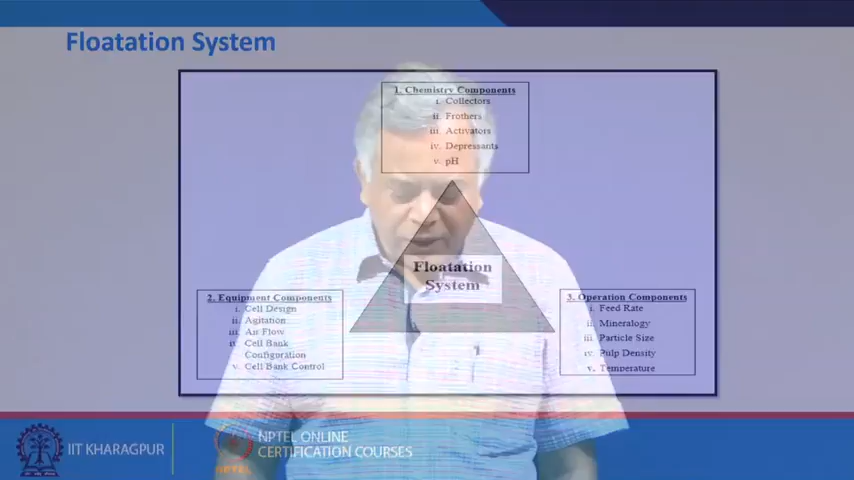 Floatation System
1. Chemistry Components
i. Collectors
ii. Frothers
iii. Activators
iv. Depressants
v. pH
Floatation
System
2. Equipment Components
i. Cell Design
ii. Agitation
iii. Air Flow
iv. Cell Bank
Configuration
v. Cell Bank Control
3. Operation Components
i. Feed Rate
ii. Mineralogy
iii. Particle Size
iv. Pulp Density
v. Temperature
IIT KHARAGPUR
NPTEL
NPTEL ONLINE
CERTIFICATION COURSES